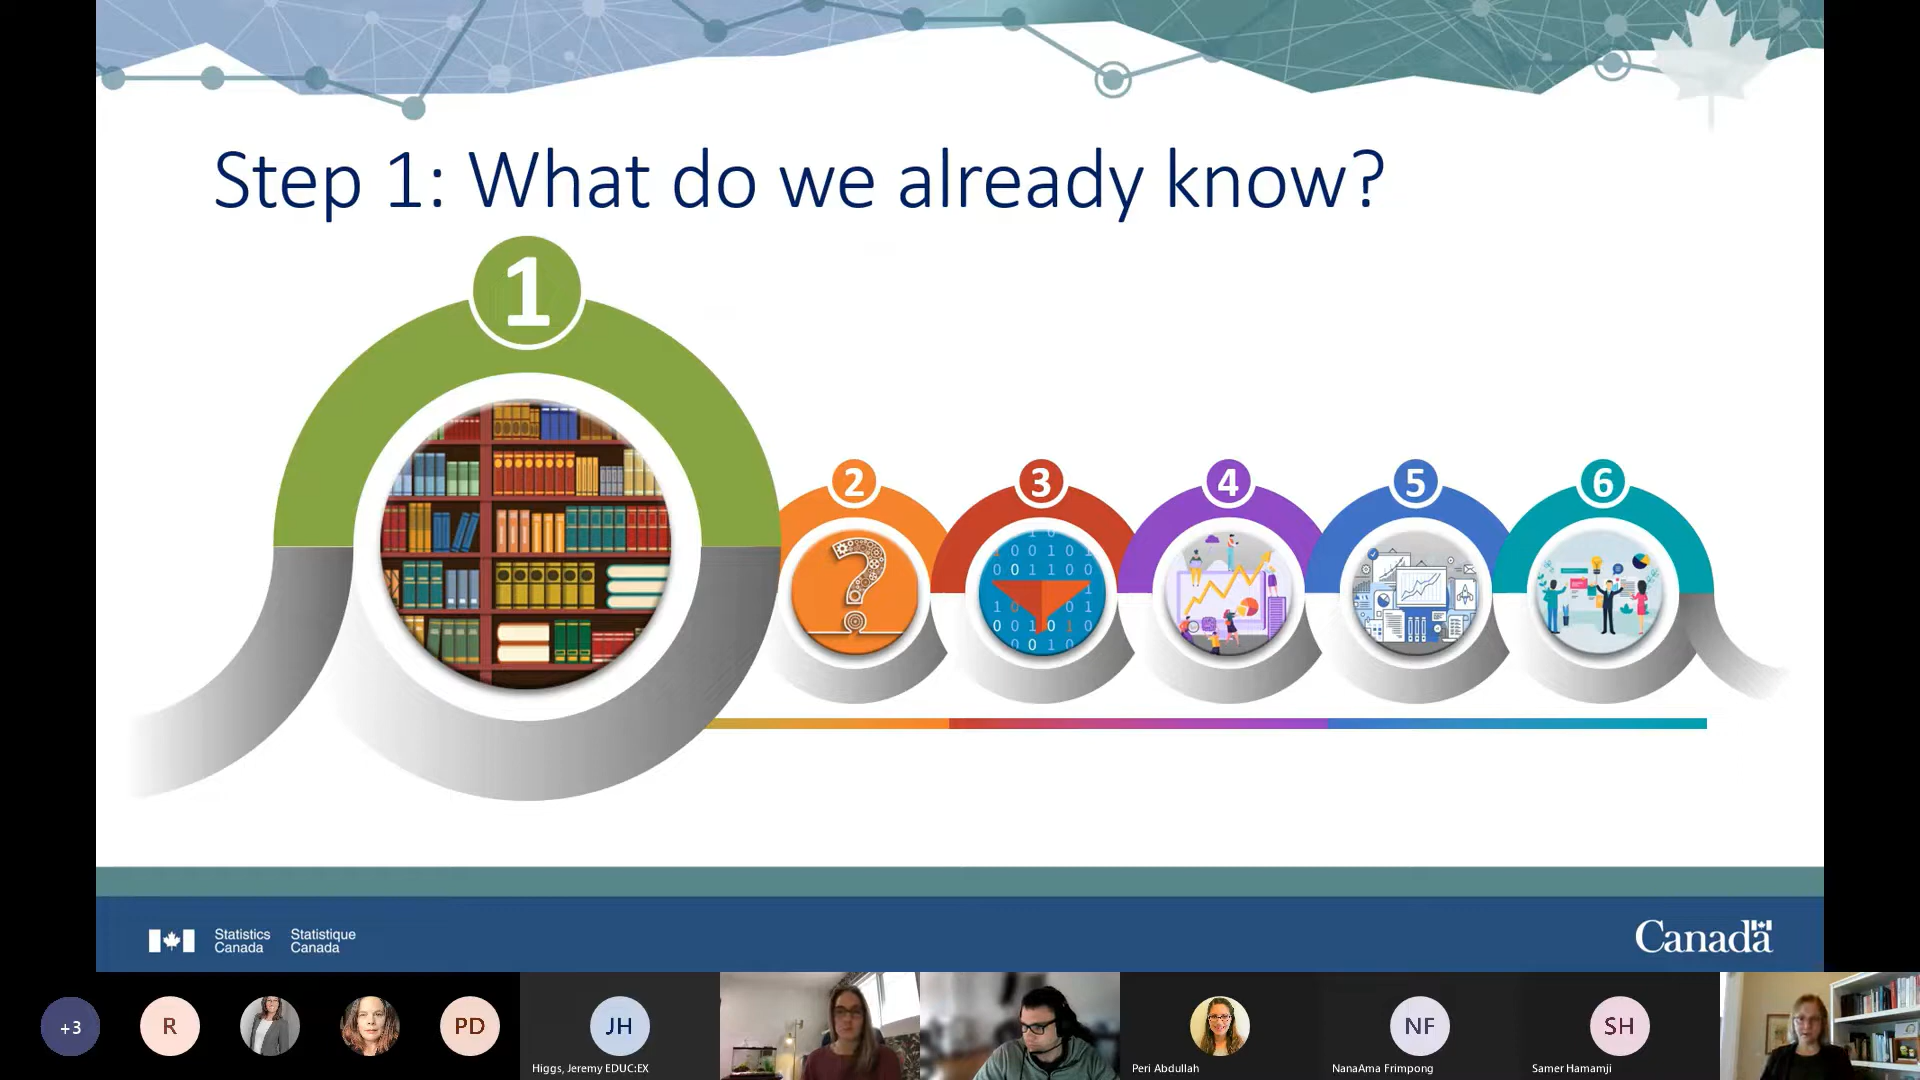 Step 1: What do we already know?
1
2
3
4
5
6
Statistics Canada
Statistique Canada
Canada
+3
R
PD
JH
Higgs, Jeremy EDUC:EX
Peri Abdullah
NF
NanaAma Frimpong
SH
Samer Hamamji